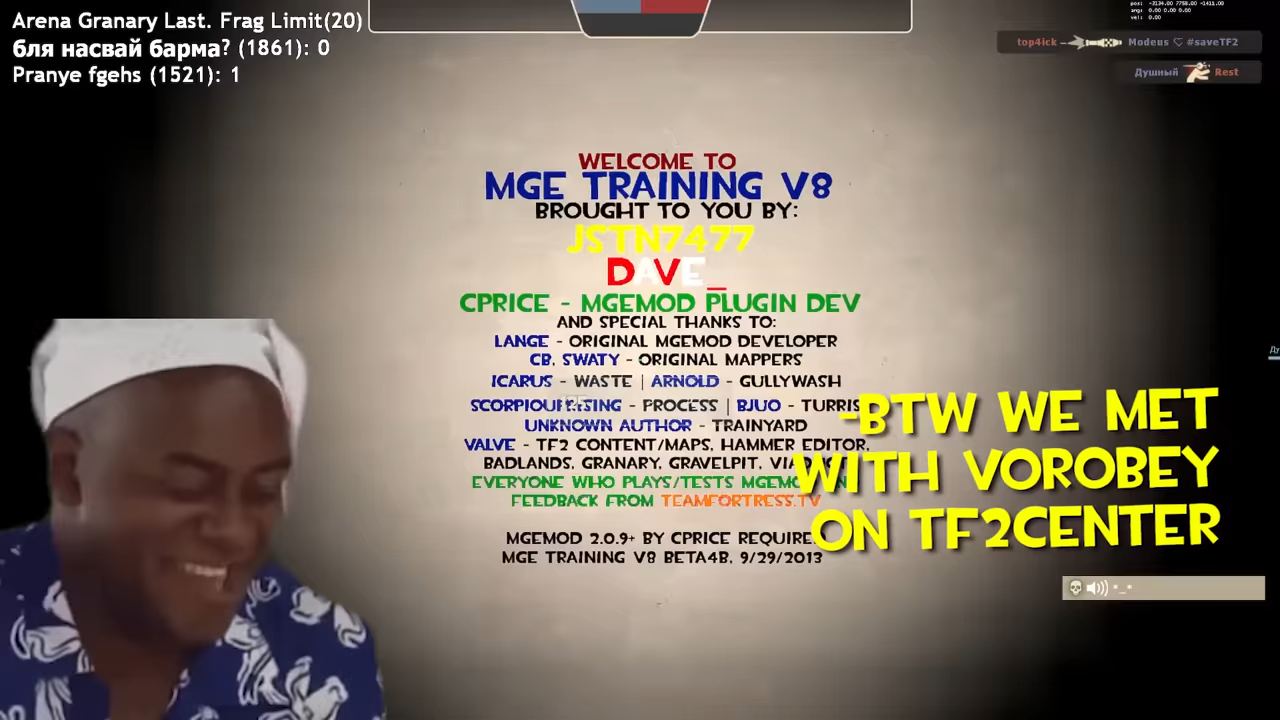 Arena Granary Last. Frag Limit(20)
бля насвай барма? (1861): 0
Pranye fgehs (1521): 1
top4ick Modeus ♡ #saveTF2
Душный Rest
WELCOME TO
MGE TRAINING V8
BROUGHT TO YOU BY:
JSTN7477
DAVE_
CPRICE - MGEMOD PLUGIN DEV
AND SPECIAL THANKS TO:
LANGE - ORIGINAL MGEMOD DEVELOPER
CB, SWATY - ORIGINAL MAPPERS
ICARUS - WASTE | ARNOLD - GULLYWASH
- PROCESS | BJUO - TURRIS
UNKNOWN AUTHOR - TRAINYARD
VALVE - TF2 CONTENT/MAPS, HAMMER EDITOR,
BADLANDS, GRANARY, GRAVELPIT,
EVERYONE WHO PLAYS/TESTS
FEEDBACK FROM TEAMFORTRESS.TV
MGEMOD 2.0.9+ BY CPRICE REQUIRE
MGE TRAINING V8 BETA4B, 9/29/2013
-BTW WE MET
WITH VOROBEY
ON TF2CENTER
*_*